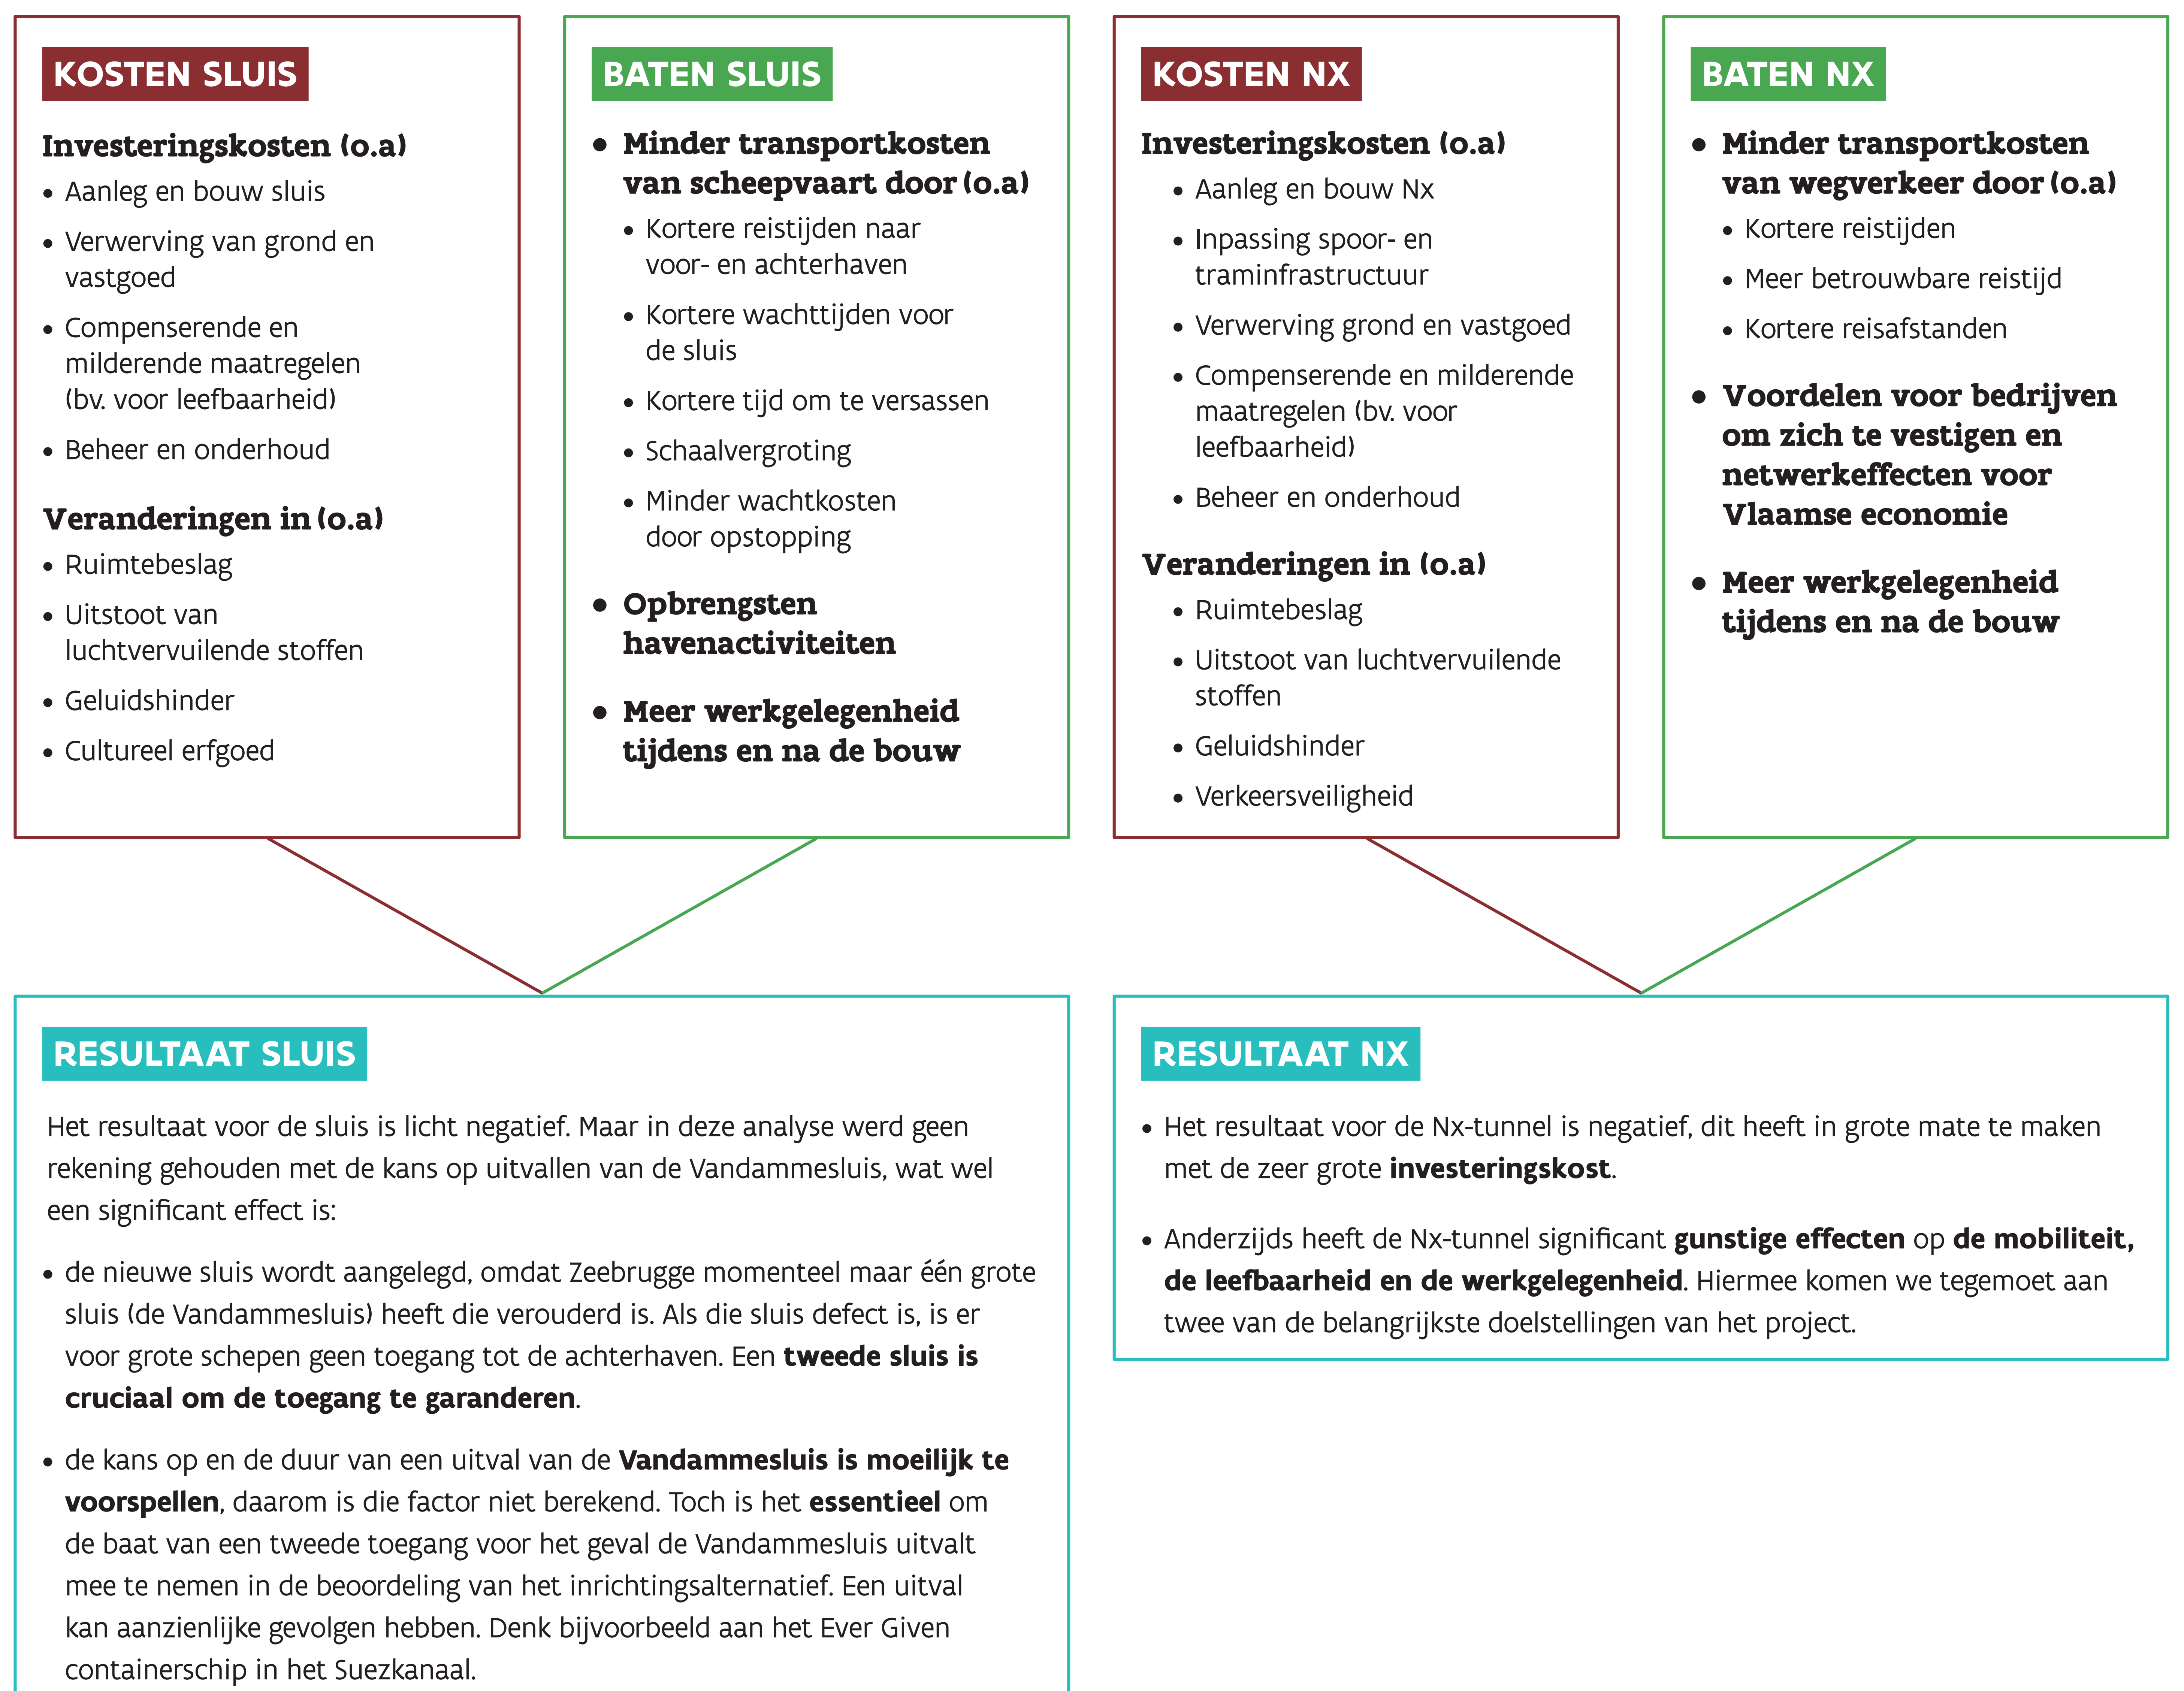 KOSTEN SLUIS
Investeringskosten (o.a)
• Aanleg en bouw sluis
• Verwerving van grond en
vastgoed
• Compenserende en
milderende maatregelen
(bv. voor leefbaarheid)
• Beheer en onderhoud
Veranderingen in (o.a)
• Ruimtebeslag
• Uitstoot van
luchtvervuilende stoffen
• Geluidshinder
• Cultureel erfgoed
BATEN SLUIS
• Minder transportkosten
van scheepvaart door (o.a)
• Kortere reistijden naar
voor- en achterhaven
• Kortere wachttijden voor
de sluis
• Kortere tijd om te versassen
• Schaalvergroting
• Minder wachtkosten
door opstopping
• Opbrengsten
havenactiviteiten
• Meer werkgelegenheid
tijdens en na de bouw
KOSTEN NX
Investeringskosten (o.a)
• Aanleg en bouw Nx
• Inpassing spoor- en
traminfrastructuur
• Verwerving grond en vastgoed
• Compenserende en milderende
maatregelen (bv. voor
leefbaarheid)
• Beheer en onderhoud
Veranderingen in (o.a)
• Ruimtebeslag
• Uitstoot van luchtvervuilende
stoffen
• Geluidshinder
• Verkeersveiligheid
BATEN NX
• Minder transportkosten
van wegverkeer door (o.a)
• Kortere reistijden
• Meer betrouwbare reistijd
• Kortere reisafstanden
• Voordelen voor bedrijven
om zich te vestigen en
netwerkeffecten voor
Vlaamse economie
• Meer werkgelegenheid
tijdens en na de bouw
RESULTAAT SLUIS
Het resultaat voor de sluis is licht negatief. Maar in deze analyse werd geen
rekening gehouden met de kans op uitvallen van de Vandammesluis, wat wel
een significant effect is:
• de nieuwe sluis wordt aangelegd, omdat Zeebrugge momenteel maar één grote
sluis (de Vandammesluis) heeft die verouderd is. Als die sluis defect is, is er
voor grote schepen geen toegang tot de achterhaven. Een tweede sluis is
cruciaal om de toegang te garanderen.
• de kans op en de duur van een uitval van de Vandammesluis is moeilijk te
voorspellen, daarom is die factor niet berekend. Toch is het essentieel om
de baat van een tweede toegang voor het geval de Vandammesluis uitvalt
mee te nemen in de beoordeling van het inrichtingsalternatief. Een uitval
kan aanzienlijke gevolgen hebben. Denk bijvoorbeeld aan het Ever Given
containerschip in het Suezkanaal.
RESULTAAT NX
• Het resultaat voor de Nx-tunnel is negatief, dit heeft in grote mate te maken
met de zeer grote investeringskost.
• Anderzijds heeft de Nx-tunnel significant gunstige effecten op de mobiliteit,
de leefbaarheid en de werkgelegenheid. Hiermee komen we tegemoet aan
twee van de belangrijkste doelstellingen van het project.